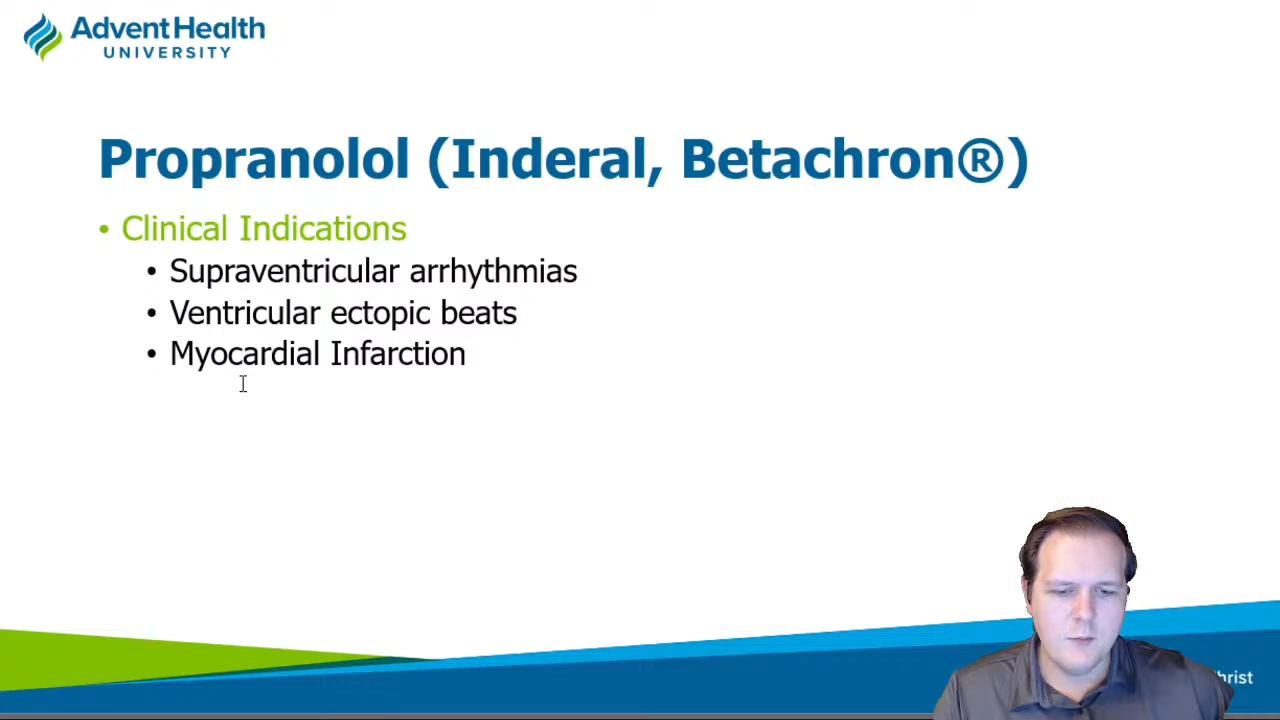 AdventHealth
UNIVERSITY
Propranolol (Inderal, Betachron®)
• Clinical Indications
• Supraventricular arrhythmias
• Ventricular ectopic beats
• Myocardial Infarction